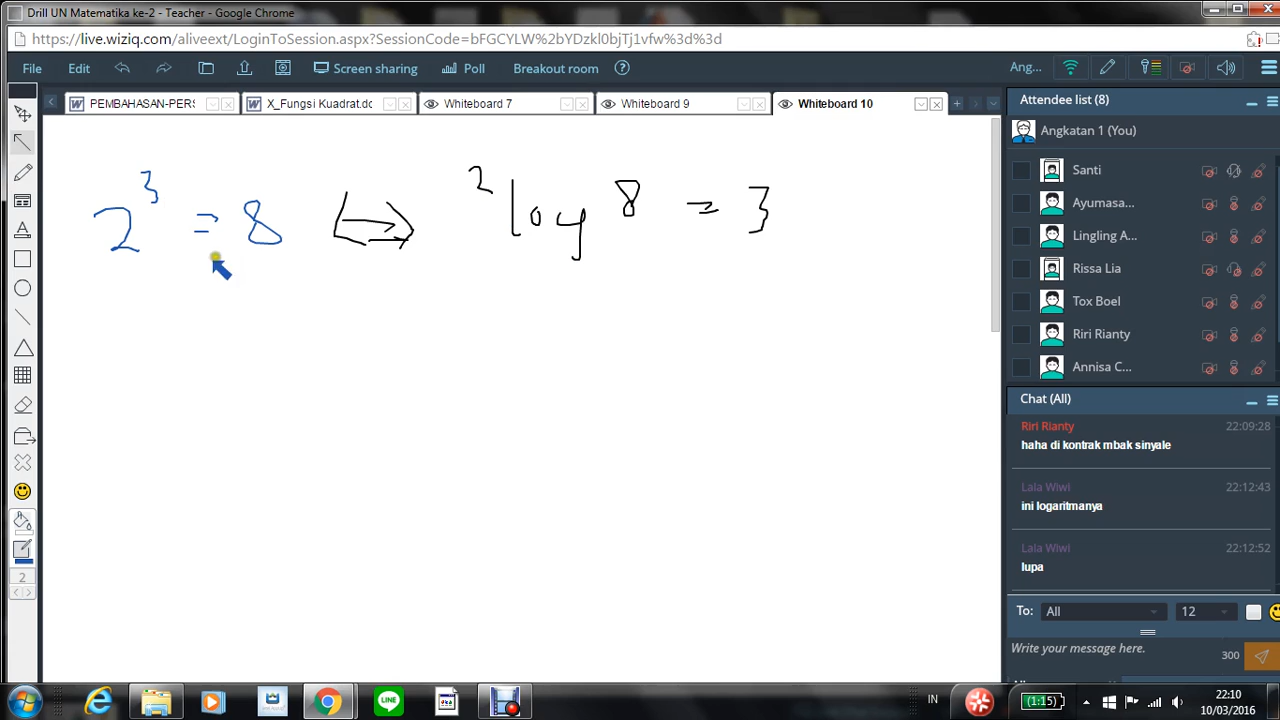 Drill UN Matematika ke-2 - Teacher - Google Chrome
https://live.wiziq.com/aliveext/LoginToSession.aspx?SessionCode=bFGCYLW%2bYDzkl0bjTj1vfw%3d%3d
File Edit Screen sharing Poll Breakout room ? Ang...
PEMBAHASAN-PERS X_Fungsi Kuadrat.dc Whiteboard 7 Whiteboard 9 Whiteboard 10
2³ = 8 ⇔ ²log 8 = 3
Attendee list (8)
Angkatan 1 (You)
Santi
Ayumasa...
Lingling A...
Rissa Lia
Tox Boel
Riri Rianty
Annisa C...
Chat (All)
Riri Rianty 22:09:28
haha di kontrak mbak sinyale
Lala Wiwi 22:12:43
ini logaritmanya
Lala Wiwi 22:12:52
lupa
To: All 12
Write your message here. 300
2
LINE
IN (1:15) 22:10
10/03/2016